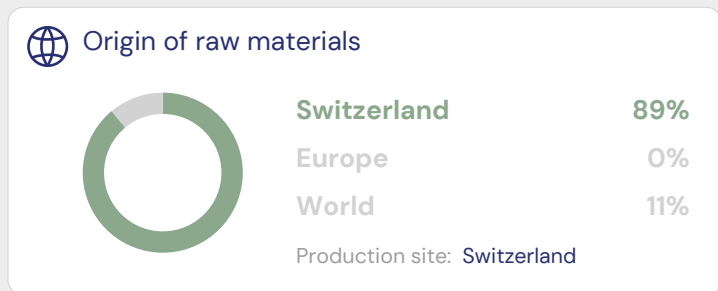 Origin of raw materials
Switzerland 89%
Europe 0%
World 11%
Production site: Switzerland